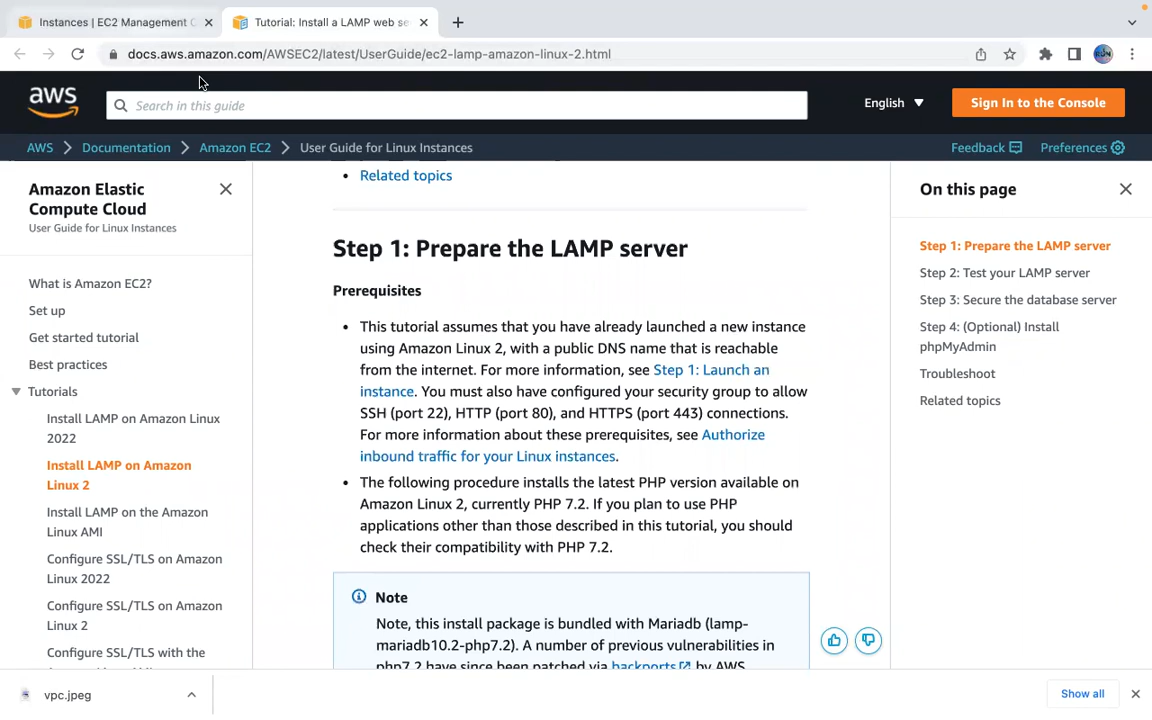 Instances | EC2 Management C
Tutorial: Install a LAMP web se
docs.aws.amazon.com/AWSEC2/latest/UserGuide/ec2-lamp-amazon-linux-2.html
aws
Search in this guide
English
Sign In to the Console
AWS > Documentation > Amazon EC2 > User Guide for Linux Instances
Feedback
Preferences
Amazon Elastic
Compute Cloud
User Guide for Linux Instances
What is Amazon EC2?
Set up
Get started tutorial
Best practices
Tutorials
Install LAMP on Amazon Linux
2022
Install LAMP on Amazon
Linux 2
Install LAMP on the Amazon
Linux AMI
Configure SSL/TLS on Amazon
Linux 2022
Configure SSL/TLS on Amazon
Linux 2
Configure SSL/TLS with the
• Related topics
Step 1: Prepare the LAMP server
Prerequisites
• This tutorial assumes that you have already launched a new instance
using Amazon Linux 2, with a public DNS name that is reachable
from the internet. For more information, see Step 1: Launch an
instance. You must also have configured your security group to allow
SSH (port 22), HTTP (port 80), and HTTPS (port 443) connections.
For more information about these prerequisites, see Authorize
inbound traffic for your Linux instances.
• The following procedure installs the latest PHP version available on
Amazon Linux 2, currently PHP 7.2. If you plan to use PHP
applications other than those described in this tutorial, you should
check their compatibility with PHP 7.2.
Note
Note, this install package is bundled with Mariadb (lamp-
mariadb10.2-php7.2). A number of previous vulnerabilities in
php7.2 have since been patched via backports by AWS
On this page
Step 1: Prepare the LAMP server
Step 2: Test your LAMP server
Step 3: Secure the database server
Step 4: (Optional) Install
phpMyAdmin
Troubleshoot
Related topics
vpc.jpeg
Show all